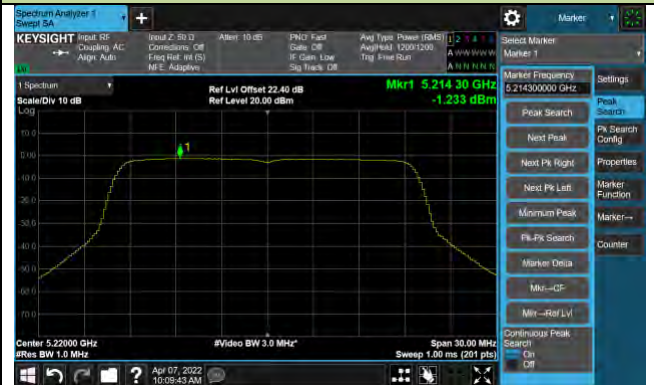 Spectrum Analyzer 1
Swept SA
Marker
KEYSIGHT Input: RF
Coupling: AC
Align: Auto
Input Z: 50 Ω
Corrections: Off
Freq Ref: Int (S)
NFE: Adaptive
Atten: 10 dB
PNO: Fast
Gate: Off
IF Gain: Low
Sig Track: Off
Avg Type: Power (RMS)
Avg|Hold: 1200/1200
Trig: Free Run
A W W W W W
A N N N N N
Select Marker
Marker 1
1 Spectrum
Scale/Div 10 dB
Log
Ref Lvl Offset 22.40 dB
Ref Level 20.00 dBm
Mkr1 5.214 30 GHz
-1.233 dBm
Marker Frequency
5.214300000 GHz
Settings
Peak Search
Next Peak
Next Pk Right
Next Pk Left
Minimum Peak
Pk-Pk Search
Marker Delta
Mkr→CF
Mkr→Ref Lvl
Continuous Peak
Search
On
Off
Peak
Search
Pk Search
Config
Properties
Marker
Function
Marker→
Counter
10.0
0.00
-10.0
-20.0
-30.0
-40.0
-50.0
-60.0
-70.0
1
Center 5.22000 GHz
#Res BW 1.0 MHz
#Video BW 3.0 MHz*
Span 30.00 MHz
Sweep 1.00 ms (201 pts)
?
Apr 07, 2022
10:09:43 AM